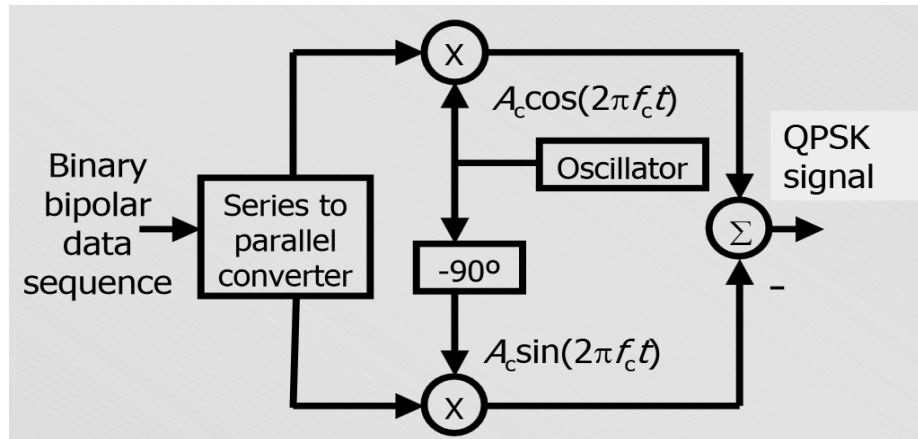 X
A_c cos(2πf_c t)
QPSK
signal
Oscillator
Binary
bipolar
data
sequence
Series to
parallel
converter
Σ
-90º
-
A_c sin(2πf_c t)
X